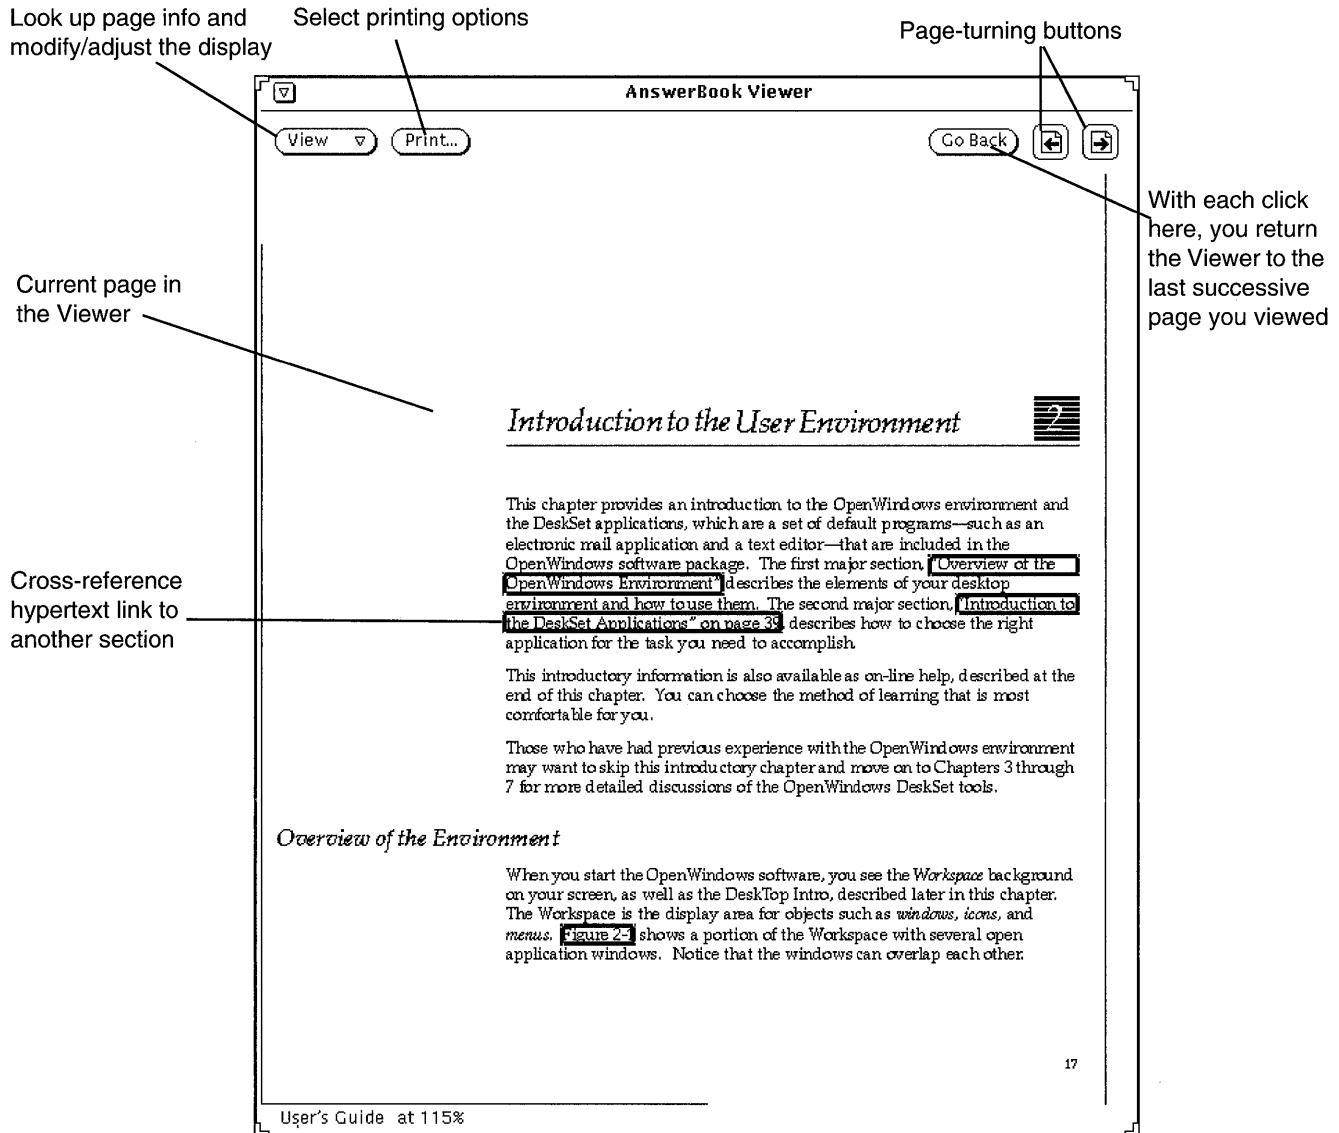 Look up page info and
modify/adjust the display
Select printing options
Page-turning buttons
AnswerBook Viewer
View
Print...
Go Back
With each click
here, you return
the Viewer to the
last successive
page you viewed
Current page in
the Viewer
Introduction to the User Environment
2
This chapter provides an introduction to the OpenWindows environment and
the DeskSet applications, which are a set of default programs—such as an
electronic mail application and a text editor—that are included in the
OpenWindows software package. The first major section, "Overview of the
OpenWindows Environment" describes the elements of your desktop
environment and how to use them. The second major section, "Introduction to
the DeskSet Applications" on page 39, describes how to choose the right
application for the task you need to accomplish.
Cross-reference
hypertext link to
another section
This introductory information is also available as on-line help, described at the
end of this chapter. You can choose the method of learning that is most
comfortable for you.
Those who have had previous experience with the OpenWindows environment
may want to skip this introductory chapter and move on to Chapters 3 through
7 for more detailed discussions of the OpenWindows DeskSet tools.
Overview of the Environment
When you start the OpenWindows software, you see the Workspace background
on your screen, as well as the DeskTop Intro, described later in this chapter.
The Workspace is the display area for objects such as windows, icons, and
menus. Figure 2-1 shows a portion of the Workspace with several open
application windows. Notice that the windows can overlap each other.
17
User's Guide at 115%